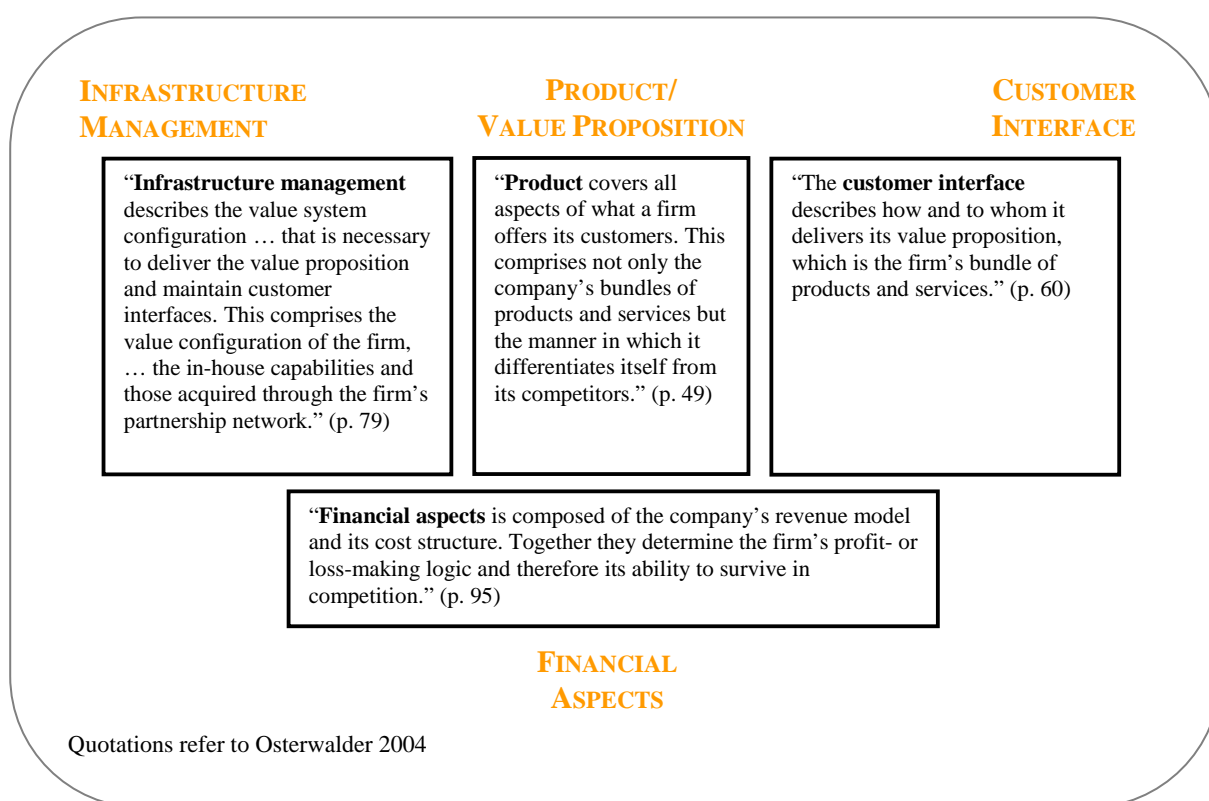 INFRASTRUCTURE
MANAGEMENT
PRODUCT/
VALUE PROPOSITION
CUSTOMER
INTERFACE
“Infrastructure management
describes the value system
configuration … that is necessary
to deliver the value proposition
and maintain customer
interfaces. This comprises the
value configuration of the firm,
… the in-house capabilities and
those acquired through the firm’s
partnership network.” (p. 79)
“Product covers all
aspects of what a firm
offers its customers. This
comprises not only the
company’s bundles of
products and services but
the manner in which it
differentiates itself from
its competitors.” (p. 49)
“The customer interface
describes how and to whom it
delivers its value proposition,
which is the firm’s bundle of
products and services.” (p. 60)
“Financial aspects is composed of the company’s revenue model
and its cost structure. Together they determine the firm’s profit- or
loss-making logic and therefore its ability to survive in
competition.” (p. 95)
FINANCIAL
ASPECTS
Quotations refer to Osterwalder 2004